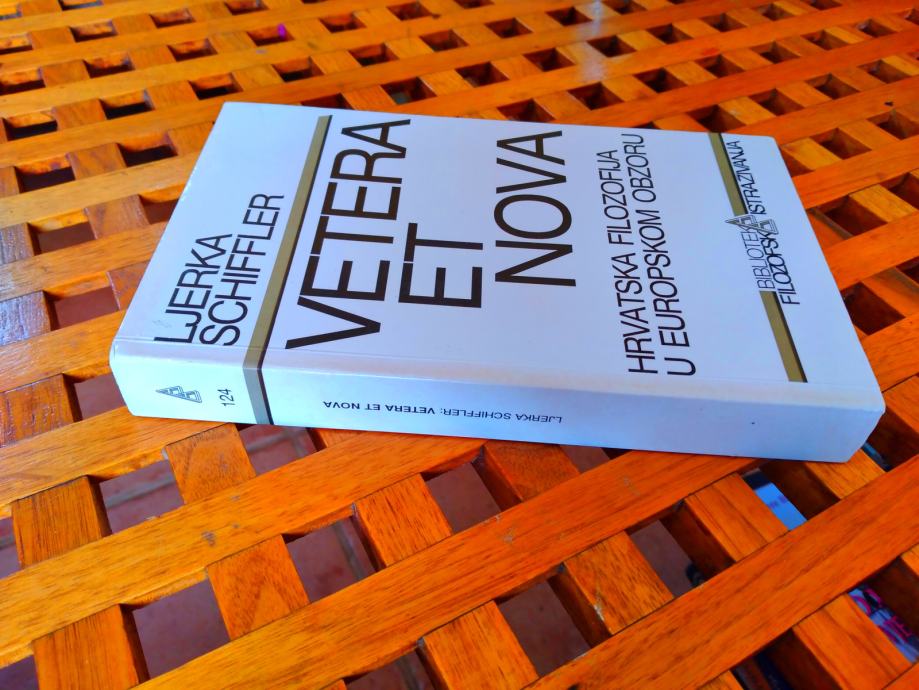 LJERKA
SCHIFFLER
VETERA
ET
NOVA
HRVATSKA FILOZOFIJA
U EUROPSKOM OBZORU
BIBLIOTEKA
FILOZOFSKA ISTRAŽIVANJA
124
LJERKA SCHIFFLER: VETERA ET NOVA